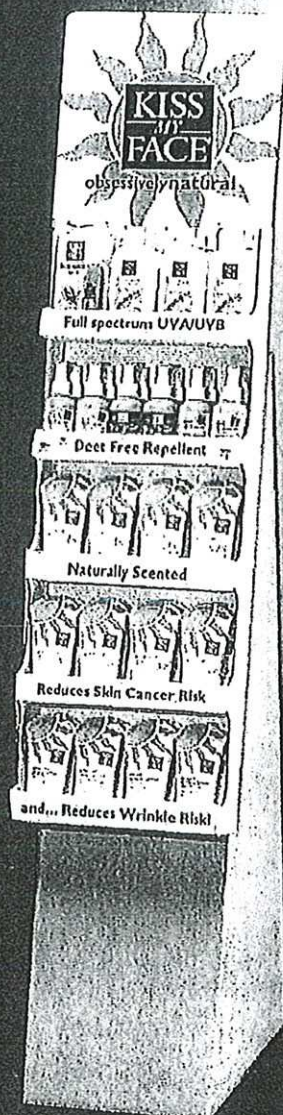 KISS
MY
FACE
obsessively natural
Full spectrum UVA/UVB
Deet Free Repellent
Naturally Scented
Reduces Skin Cancer Risk
and... Reduces Wrinkle Risk!